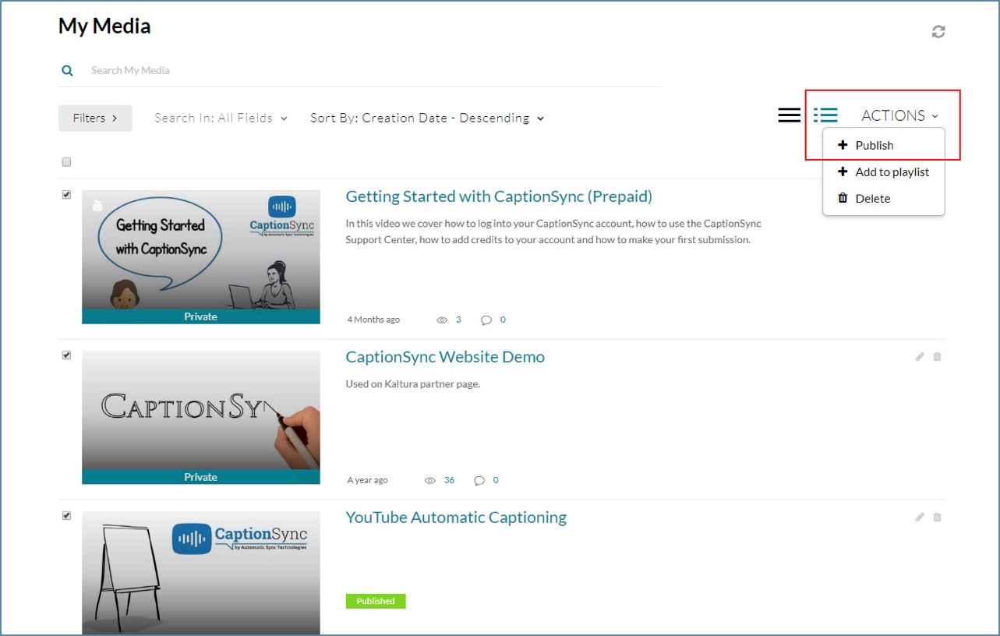 My Media
Search My Media
Filters
Search In: All Fields
Sort By: Creation Date - Descending
ACTIONS
Publish
Add to playlist
Delete
Getting Started
with CaptionSync
CaptionSync
by Automatic Sync Technologies
Private
Getting Started with CaptionSync (Prepaid)
In this video we cover how to log into your CaptionSync account, how to use the CaptionSync
Support Center, how to add credits to your account and how to make your first submission.
4 Months ago 3 0
CAPTIONSY
Private
CaptionSync Website Demo
Used on Kaltura partner page.
A year ago 36 0
CaptionSync
by Automatic Sync Technologies
YouTube Automatic Captioning
Published